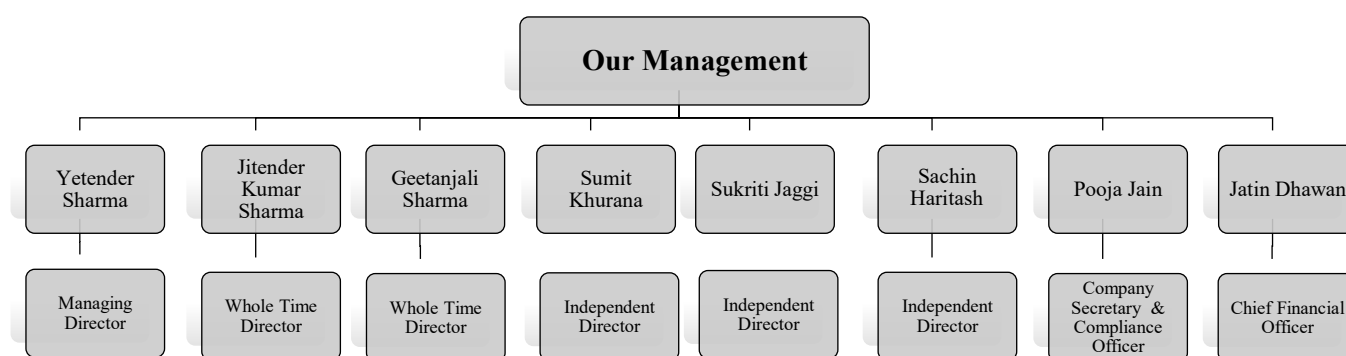 Our Management
Yetender
Sharma
Jitender
Kumar
Sharma
Geetanjali
Sharma
Sumit
Khurana
Sukriti Jaggi
Sachin
Haritash
Pooja Jain
Jatin Dhawan
Managing
Director
Whole Time
Director
Whole Time
Director
Independent
Director
Independent
Director
Independent
Director
Company
Secretary &
Compliance
Officer
Chief Financial
Officer